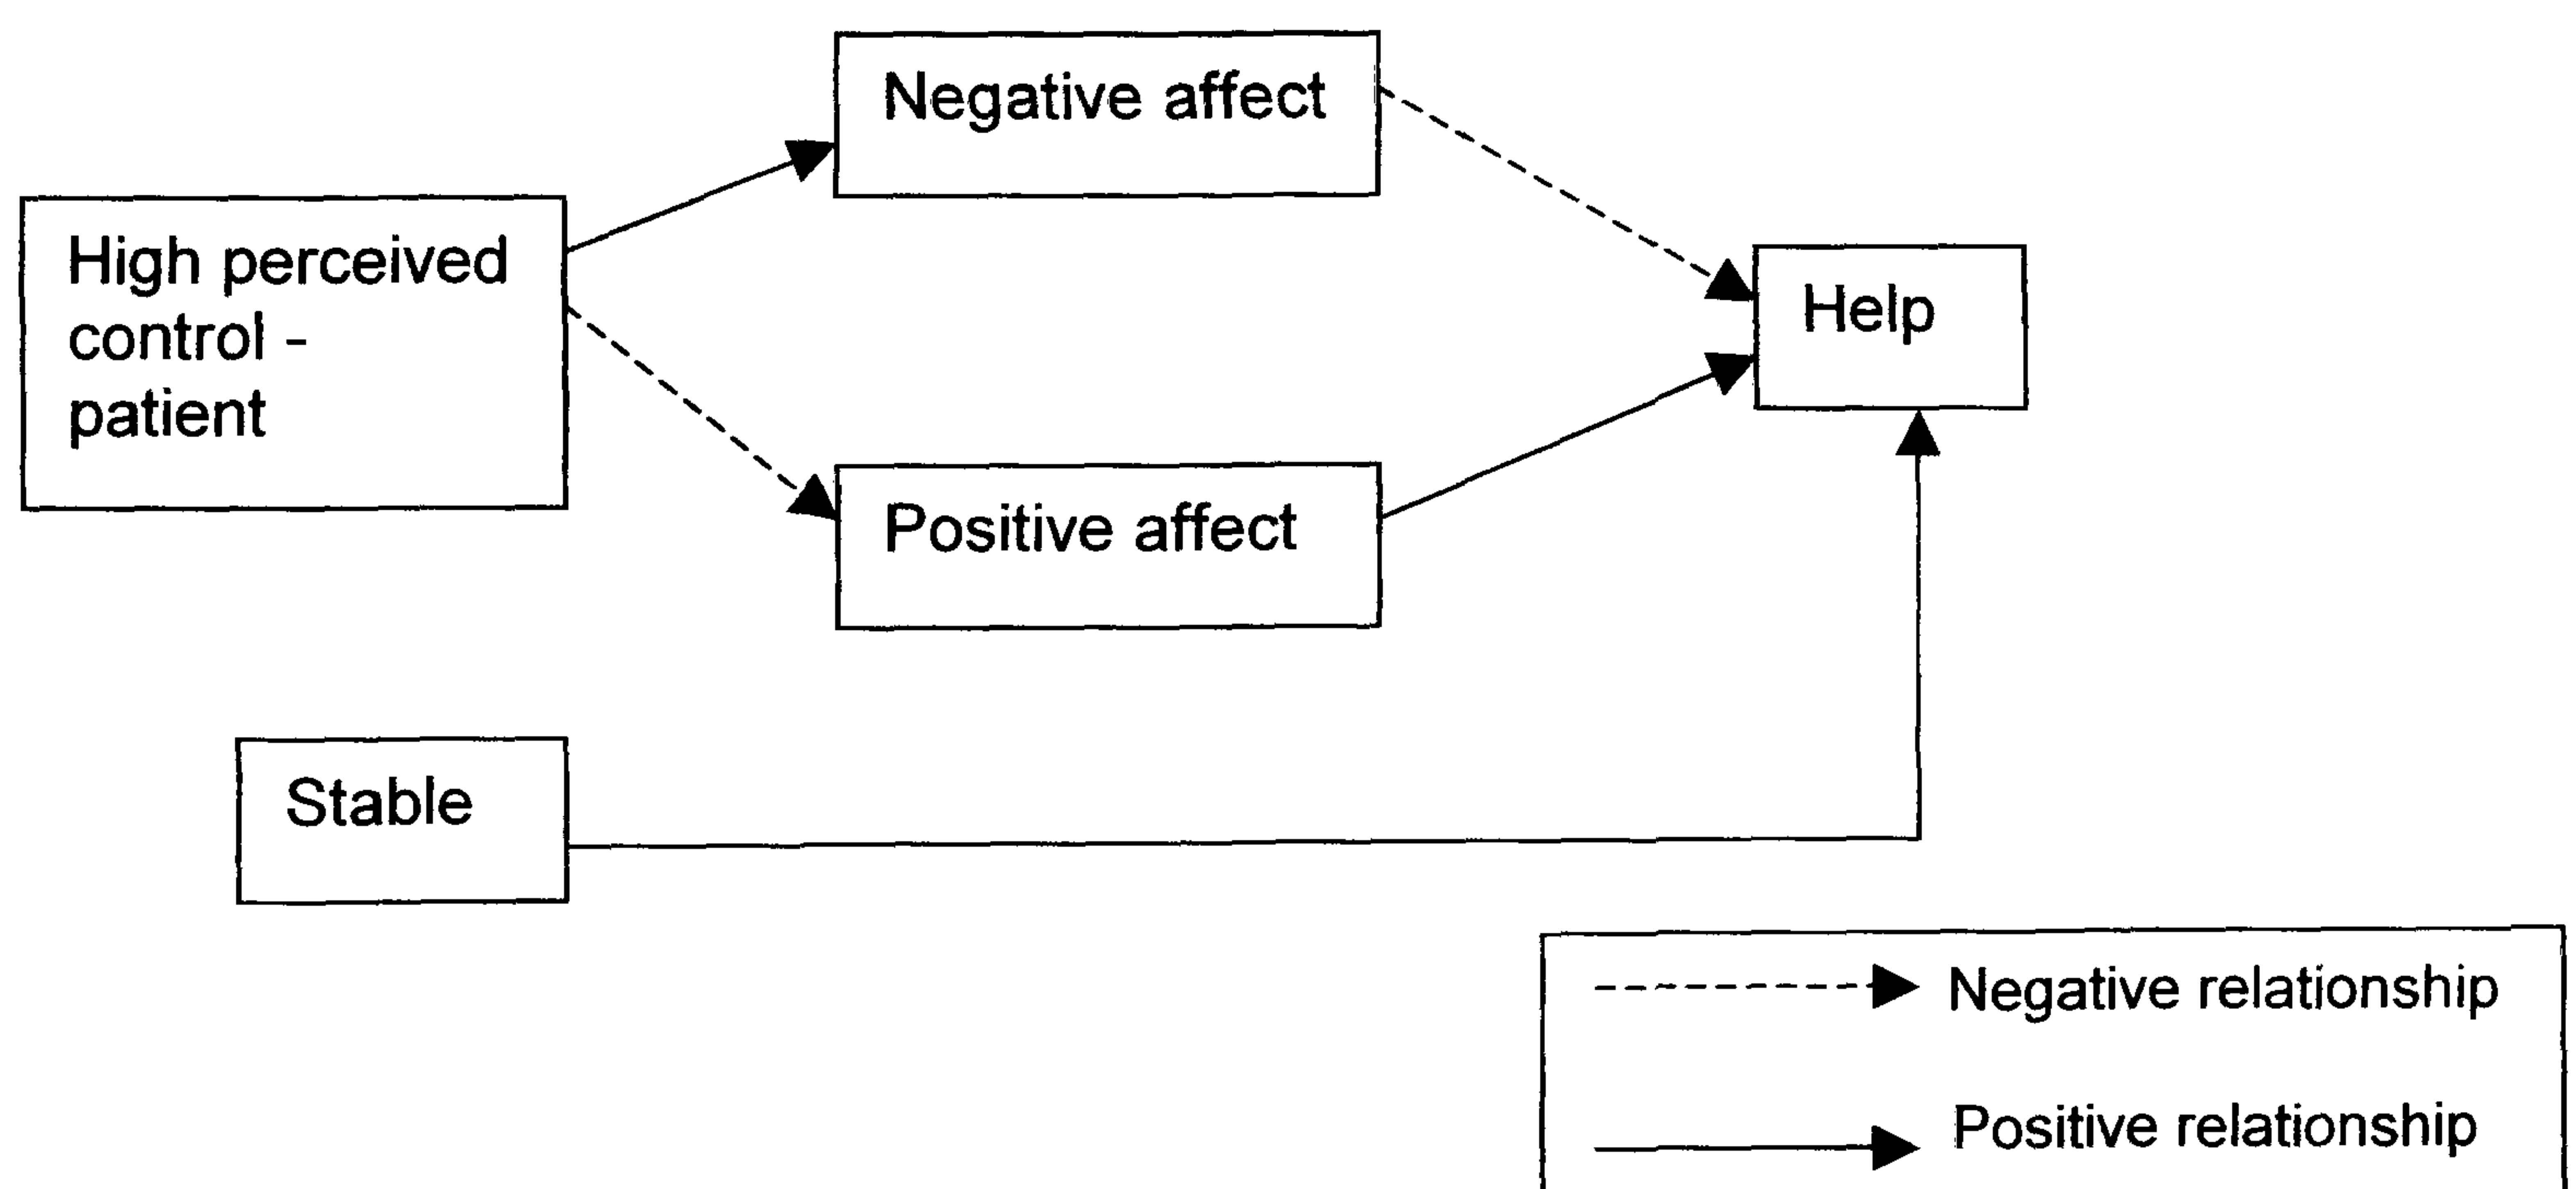 Negative affect
High perceived
control -
patient
Help
Positive affect
Stable
Negative relationship
Positive relationship